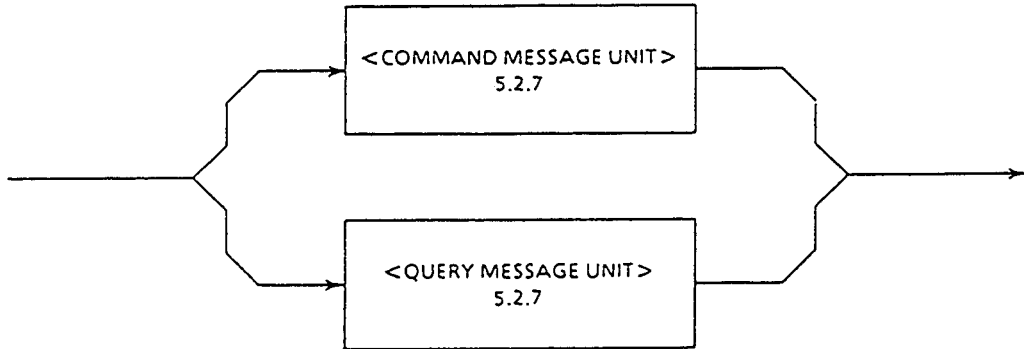 <COMMAND MESSAGE UNIT>
5.2.7
<QUERY MESSAGE UNIT>
5.2.7